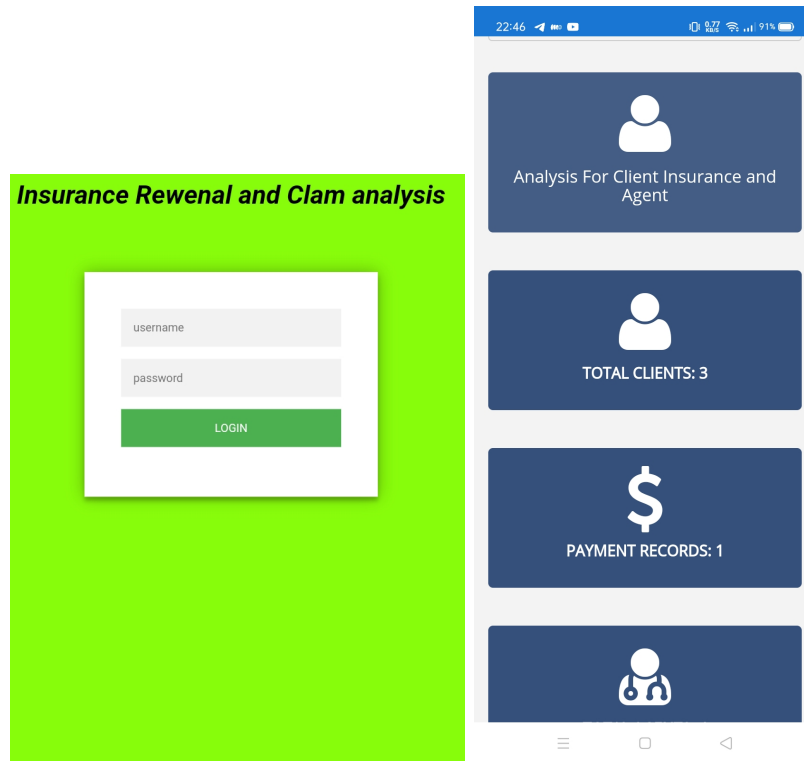 Insurance Rewenal and Clam analysis
username
password
LOGIN
22:46
0.77 KB/S
91%
Analysis For Client Insurance and
Agent
TOTAL CLIENTS: 3
PAYMENT RECORDS: 1